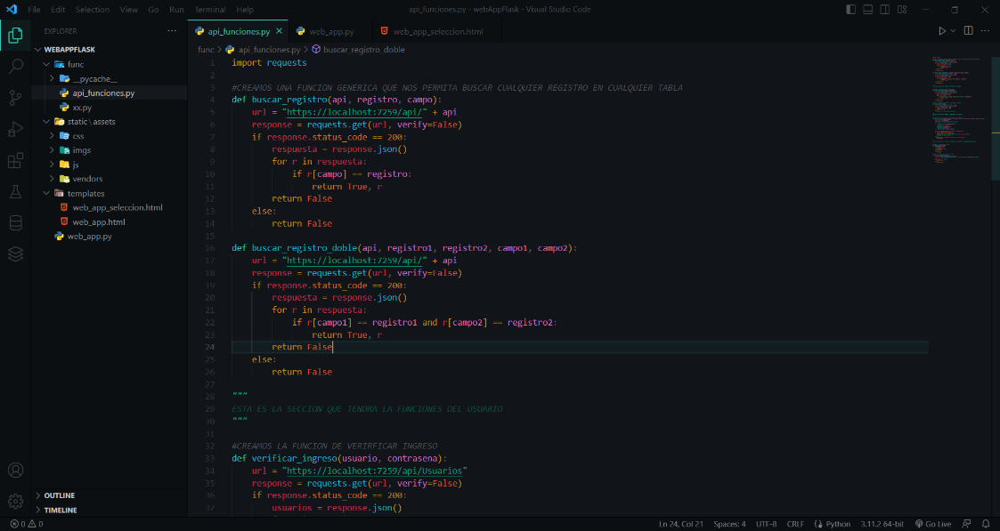 File Edit Selection View Go Run Terminal Help
api_funciones.py - webAppFlask - Visual Studio Code
EXPLORER
WEBAPPFLASK
func
__pycache__
api_funciones.py
xx.py
static\assets
css
imgs
js
vendors
templates
web_app_seleccion.html
web_app.html
web_app.py
OUTLINE
TIMELINE
api_funciones.py web_app.py web_app_seleccion.html
func > api_funciones.py > buscar_registro_doble
1 import requests
2
3 #CREAMOS UNA FUNCION GENERICA QUE NOS PERMITA BUSCAR CUALQUIER REGISTRO EN CUALQUIER TABLA
4 def buscar_registro(api, registro, campo):
5 url = "https://localhost:7259/api/" + api
6 response = requests.get(url, verify=False)
7 if response.status_code == 200:
8 respuesta = response.json()
9 for r in respuesta:
10 if r[campo] == registro:
11 return True, r
12 return False
13 else:
14 return False
15
16 def buscar_registro_doble(api, registro1, registro2, campo1, campo2):
17 url = "https://localhost:7259/api/" + api
18 response = requests.get(url, verify=False)
19 if response.status_code == 200:
20 respuesta = response.json()
21 for r in respuesta:
22 if r[campo1] == registro1 and r[campo2] == registro2:
23 return True, r
24 return False
25 else:
26 return False
27
28 """
29 ESTA ES LA SECCION QUE TENDRA LA FUNCIONES DEL USUARIO
30 """
31
32 #CREAMOS LA FUNCION DE VERIRFICAR INGRESO
33 def verificar_ingreso(usuario, contrasena):
34 url = "https://localhost:7259/api/Usuarios"
35 response = requests.get(url, verify=False)
36 if response.status_code == 200:
37 usuarios = response.json()
0 0 Ln 24, Col 21 Spaces: 4 UTF-8 CRLF Python 3.11.2 64-bit Go Live